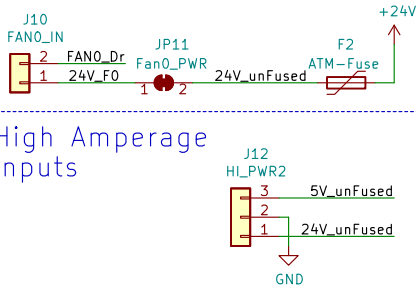 +24V
J10
FAN0_IN
JP11
Fan0_PWR
F2
ATM-Fuse
2 FAN0_Dr
1 24V_F0
1 2
24V_unFused
High Amperage
nputs
J12
HI_PWR2
3 5V_unFused
2
1 24V_unFused
GND